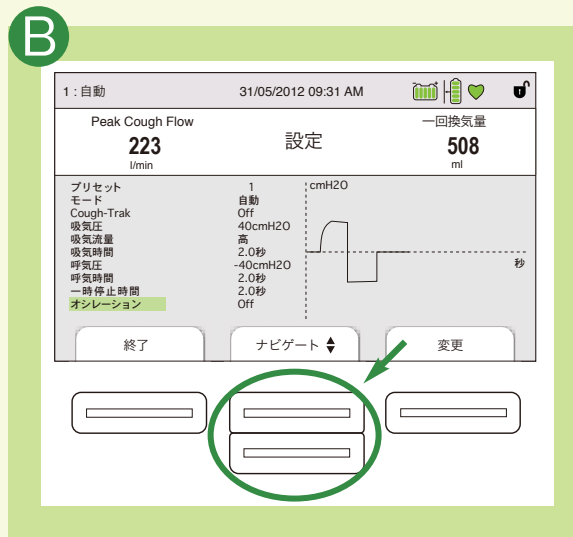 B
1 : 自動 31/05/2012 09:31 AM
Peak Cough Flow 設定 一回換気量
223 508
l/min ml
プリセット 1 cmH2O
モード 自動
Cough-Trak Off
吸気圧 40cmH2O
吸気流量 高
吸気時間 2.0秒
呼気圧 -40cmH2O 秒
呼気時間 2.0秒
一時停止時間 2.0秒
オシレーション Off
終了 ナビゲート 変更